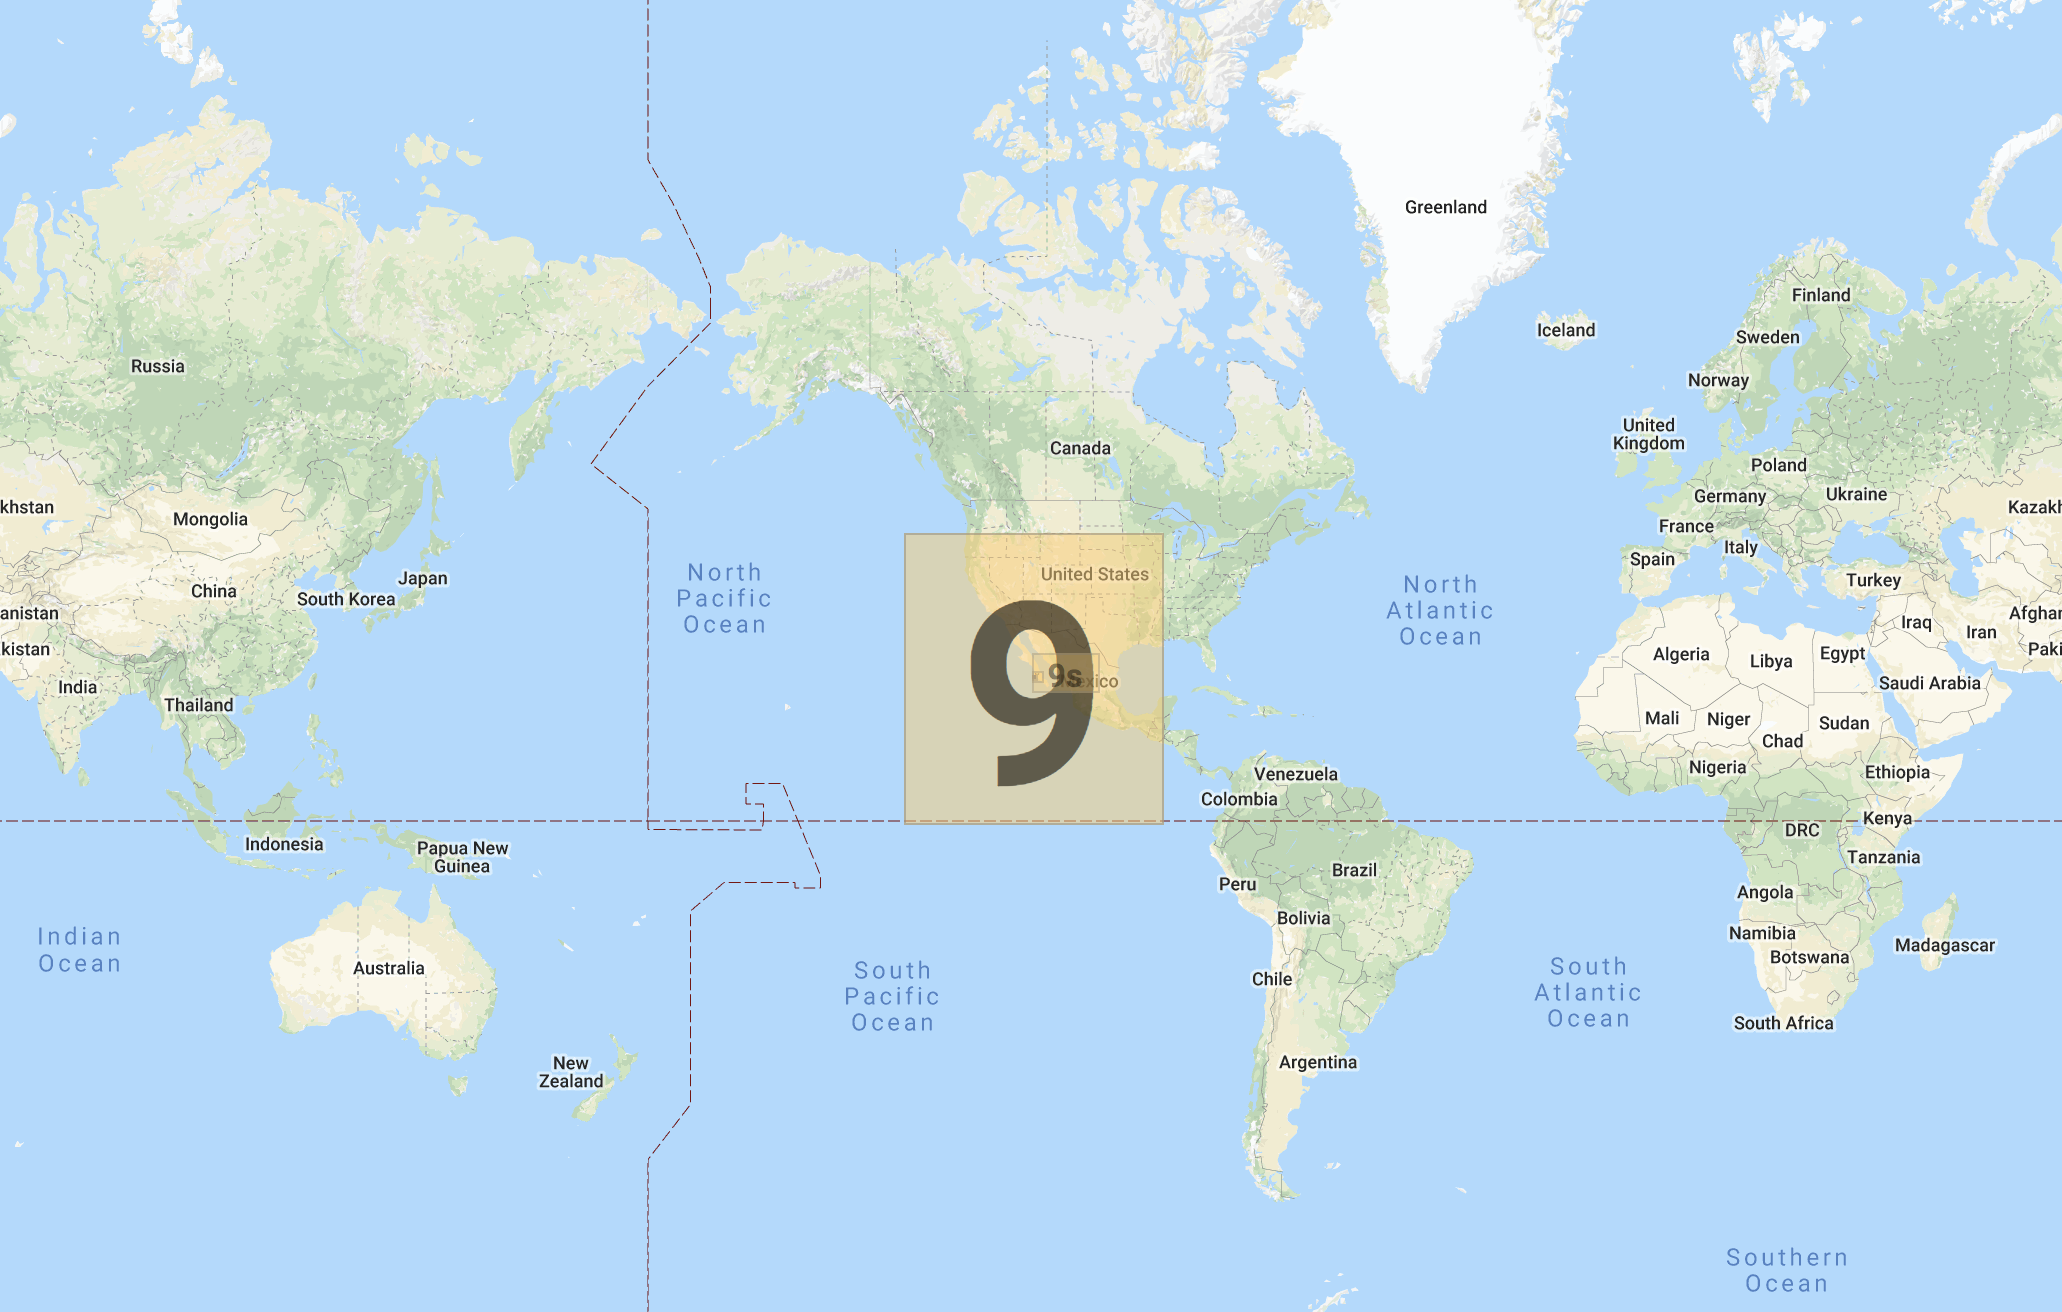 Greenland
Finland
Iceland
Sweden
Norway
Russia
United
Kingdom
Canada
Poland
Germany
Ukraine
khstan
Kazakh
Mongolia
France
Italy
Spain
North
Pacific
Ocean
United States
North
Atlantic
Ocean
Japan
China
South Korea
Turkey
anistan
Afghan
Iraq
Iran
kistan
Paki
Algeria
Libya
Egypt
9
9s
exico
India
Saudi Arabia
Thailand
Mali
Niger
Sudan
Chad
Nigeria
Ethiopia
Venezuela
Colombia
Kenya
DRC
Indonesia
Papua New
Guinea
Tanzania
Brazil
Peru
Angola
Bolivia
Namibia
Madagascar
Botswana
Indian
Ocean
Australia
South
Pacific
Ocean
Chile
South
Atlantic
Ocean
South Africa
New
Zealand
Argentina
Southern
Ocean